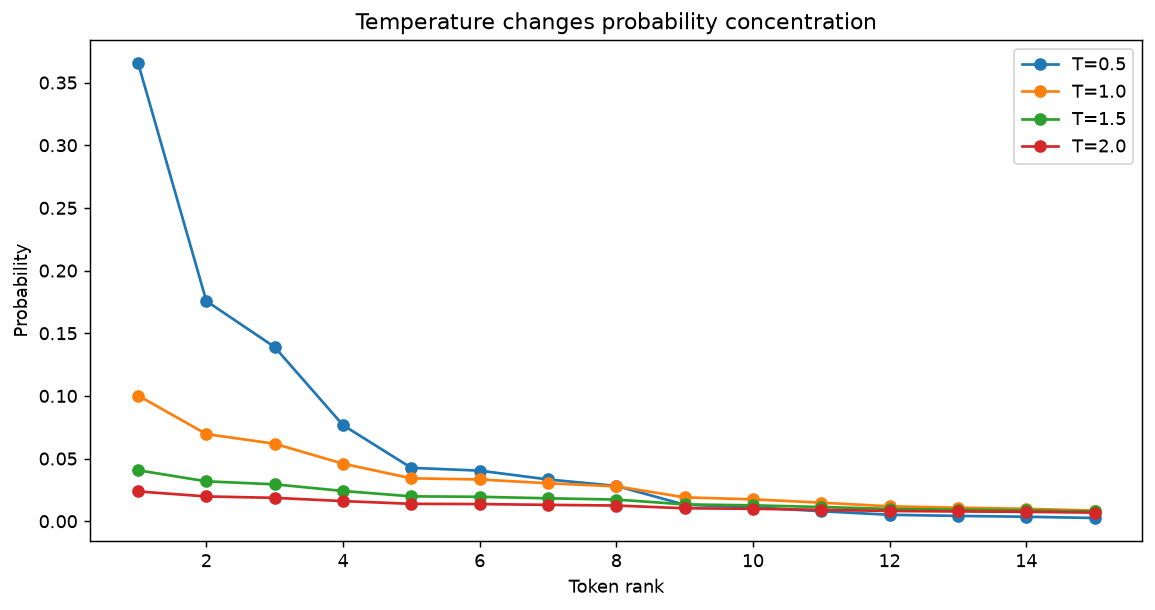 Temperature changes probability concentration
T=0.5
T=1.0
T=1.5
T=2.0
Probability
0.35
0.30
0.25
0.20
0.15
0.10
0.05
0.00
2 4 6 8 10 12 14
Token rank